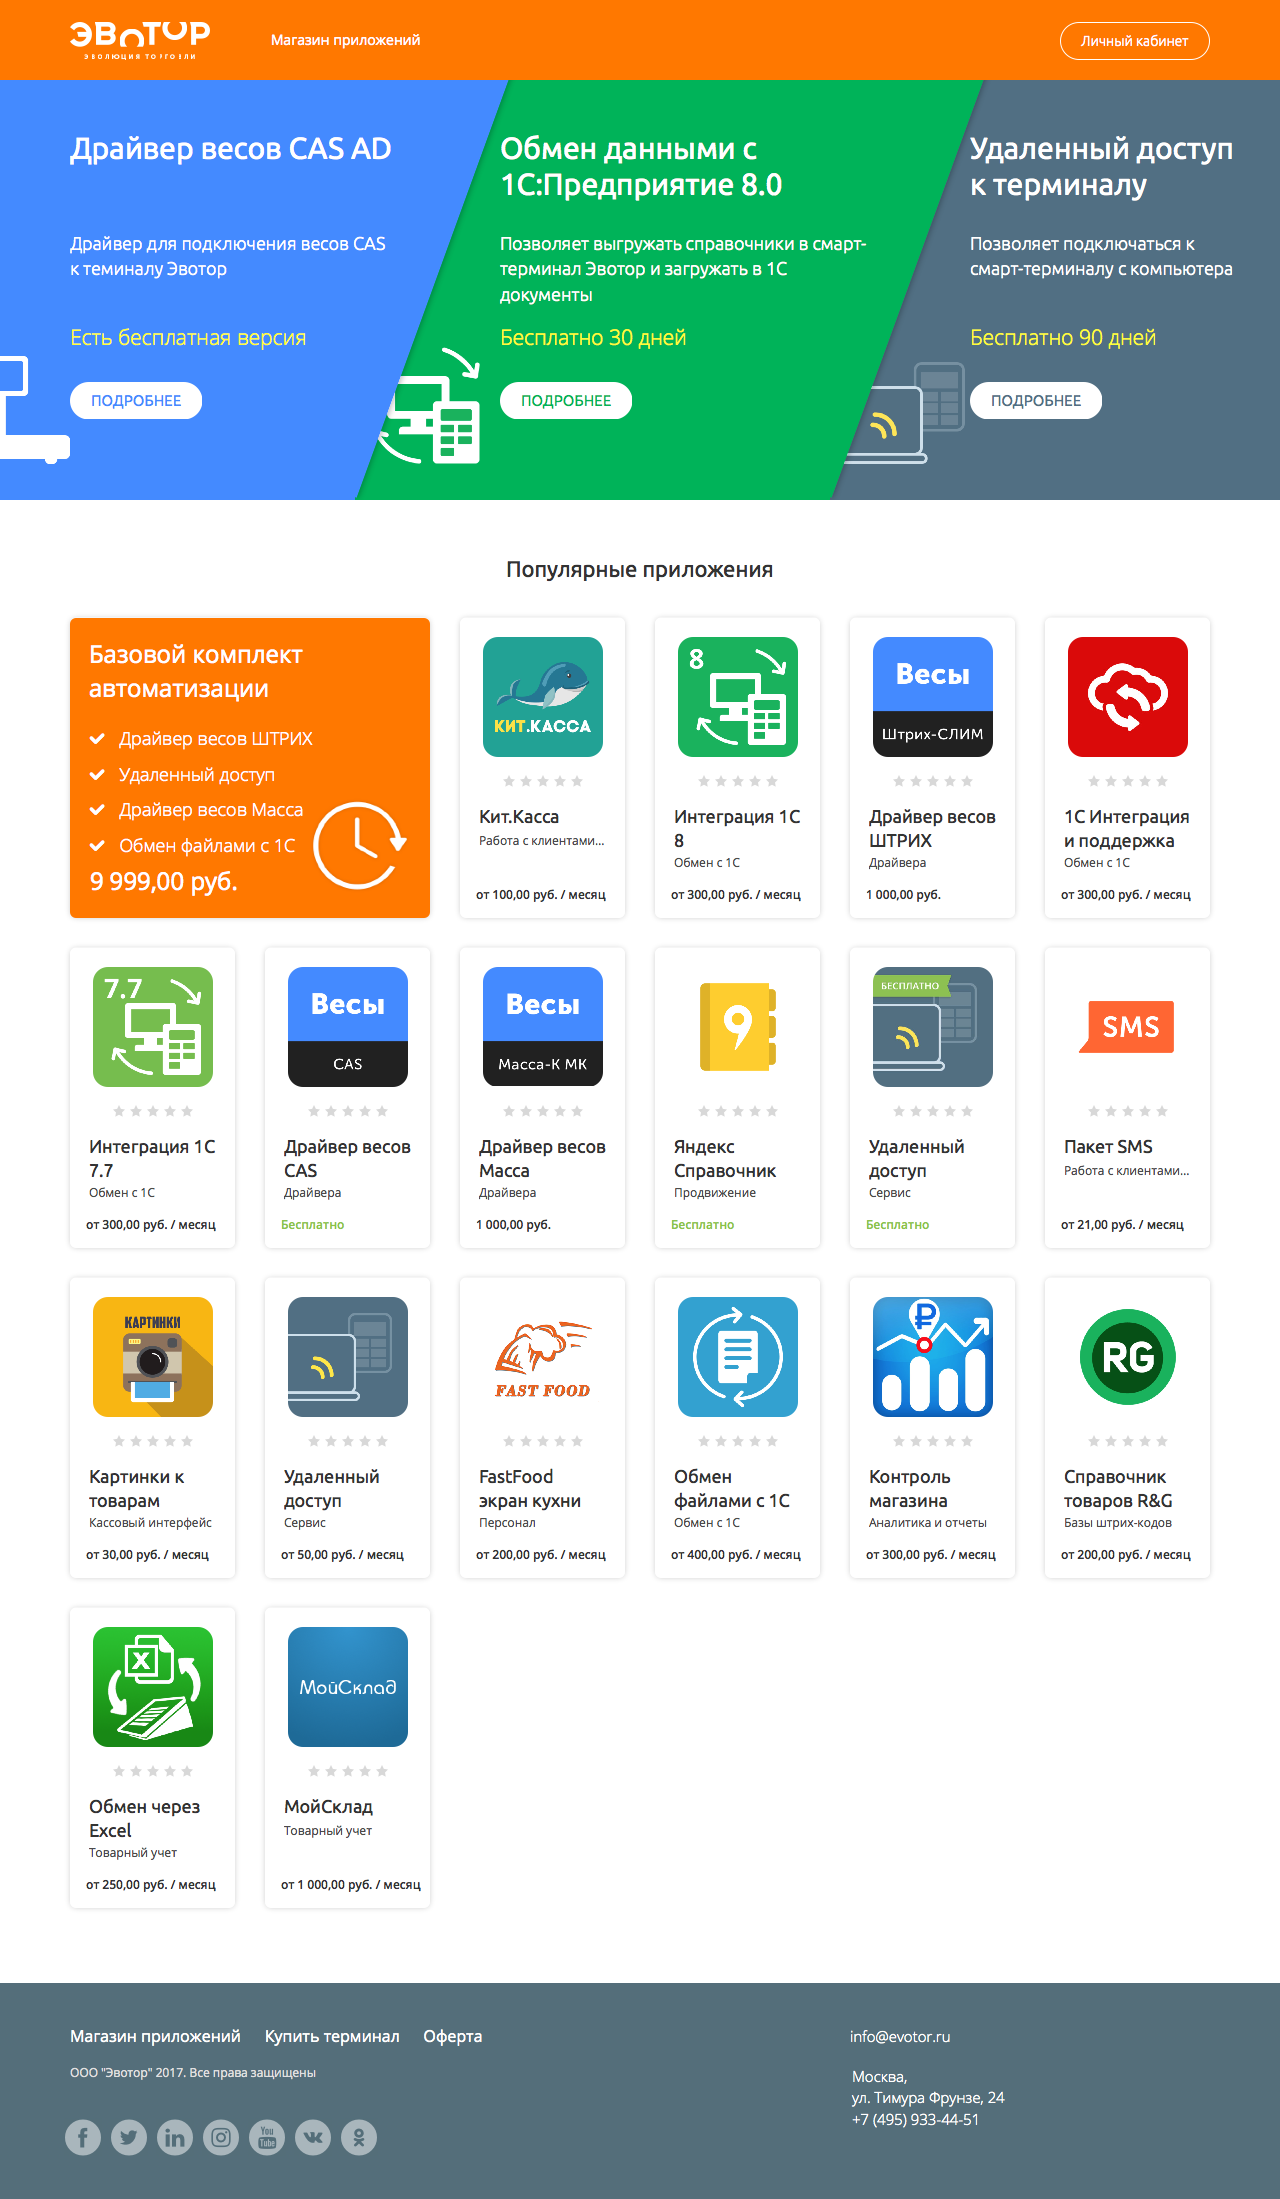 ЭВОТОР
ЭВОЛЮЦИЯ ТОРГОВЛИ
Магазин приложений
Личный кабинет
Драйвер весов CAS AD
Драйвер для подключения весов CAS
к теминалу Эвотор
Есть бесплатная версия
ПОДРОБНЕЕ
Обмен данными с
1С:Предприятие 8.0
Позволяет выгружать справочники в смарт-
терминал Эвотор и загружать в 1С
документы
Бесплатно 30 дней
ПОДРОБНЕЕ
Удаленный доступ
к терминалу
Позволяет подключаться к
смарт-терминалу с компьютера
Бесплатно 90 дней
ПОДРОБНЕЕ
Популярные приложения
Базовой комплект
автоматизации
Драйвер весов ШТРИХ
Удаленный доступ
Драйвер весов Масса
Обмен файлами с 1С
9 999,00 руб.
КИТ.КАССА
Кит.Касса
Работа с клиентами...
от 100,00 руб. / месяц
8
Интеграция 1С
8
Обмен с 1С
от 300,00 руб. / месяц
Весы
Штрих-СЛИМ
Драйвер весов
ШТРИХ
Драйвера
1 000,00 руб.
1С Интеграция
и поддержка
Обмен с 1С
от 300,00 руб. / месяц
7.7
Интеграция 1С
7.7
Обмен с 1С
от 300,00 руб. / месяц
Весы
CAS
Драйвер весов
CAS
Драйвера
Бесплатно
Весы
Масса-К МК
Драйвер весов
Масса
Драйвера
1 000,00 руб.
Яндекс
Справочник
Продвижение
Бесплатно
БЕСПЛАТНО
Удаленный
доступ
Сервис
Бесплатно
SMS
Пакет SMS
Работа с клиентами...
от 21,00 руб. / месяц
КАРТИНКИ
Картинки к
товарам
Кассовый интерфейс
от 30,00 руб. / месяц
Удаленный
доступ
Сервис
от 50,00 руб. / месяц
FAST FOOD
FastFood
экран кухни
Персонал
от 200,00 руб. / месяц
Обмен
файлами с 1С
Обмен с 1С
от 400,00 руб. / месяц
₽
Контроль
магазина
Аналитика и отчеты
от 300,00 руб. / месяц
RG
Справочник
товаров R&G
Базы штрих-кодов
от 200,00 руб. / месяц
X
Обмен через
Excel
Товарный учет
от 250,00 руб. / месяц
МойСклад
МойСклад
Товарный учет
от 1 000,00 руб. / месяц
Магазин приложений
Купить терминал
Оферта
ООО "Эвотор" 2017. Все права защищены
You
Tube
info@evotor.ru
Москва,
ул. Тимура Фрунзе, 24
+7 (495) 933-44-51